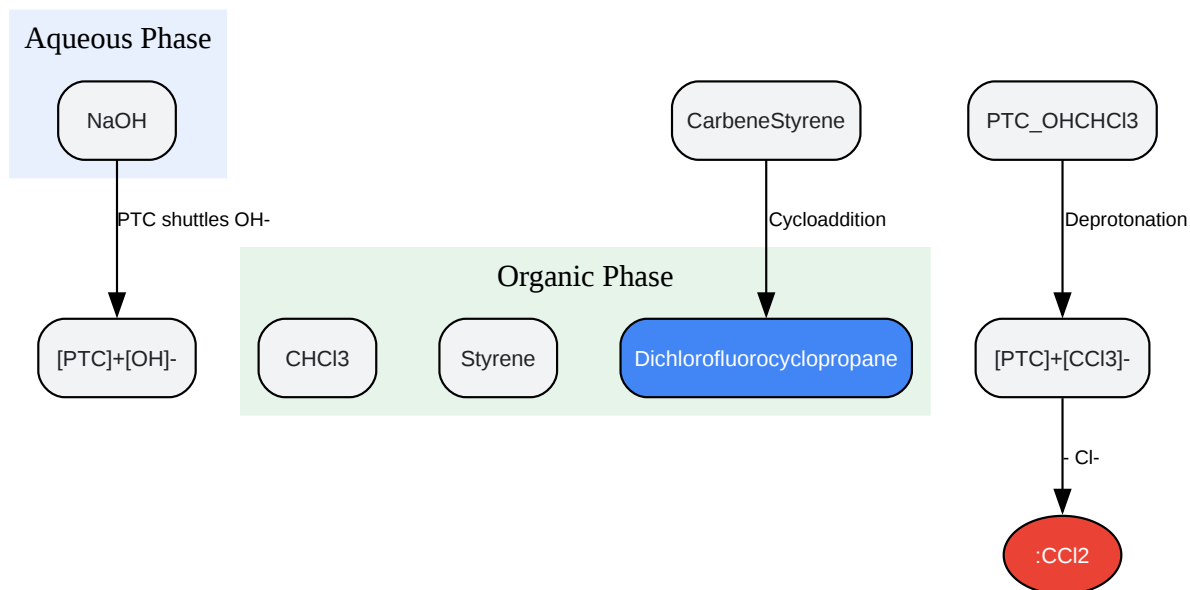 Aqueous Phase
NaOH
CarbeneStyrene
PTC_OHCHCl3
PTC shuttles OH-
Cycloaddition
Deprotonation
Organic Phase
[PTC]+[OH]-
CHCl3
Styrene
Dichlorofluorocyclopropane
[PTC]+[CCl3]-
- Cl-
:CCl2